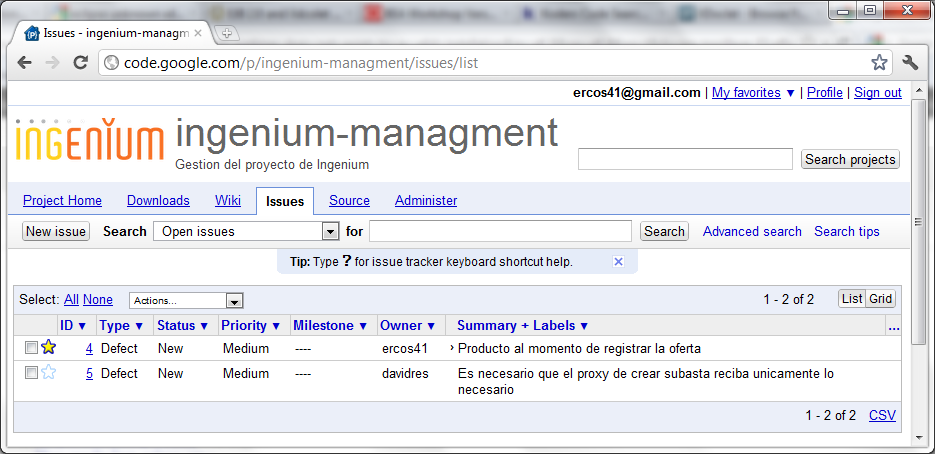 Issues - ingenium-managm
code.google.com/p/ingenium-managment/issues/list
ercos41@gmail.com | My favorites ▼ | Profile | Sign out
INGENIUM
ingenium-managment
Gestion del proyecto de Ingenium
Search projects
Project Home Downloads Wiki Issues Source Administer
New issue Search Open issues for Search Advanced search Search tips
Tip: Type ? for issue tracker keyboard shortcut help.
Select: All None Actions... 1 - 2 of 2 List Grid
ID ▼ Type ▼ Status ▼ Priority ▼ Milestone ▼ Owner ▼ Summary + Labels ▼ ...
4 Defect New Medium ---- ercos41 › Producto al momento de registrar la oferta
5 Defect New Medium ---- davidres Es necesario que el proxy de crear subasta reciba unicamente lo
necesario
1 - 2 of 2 CSV